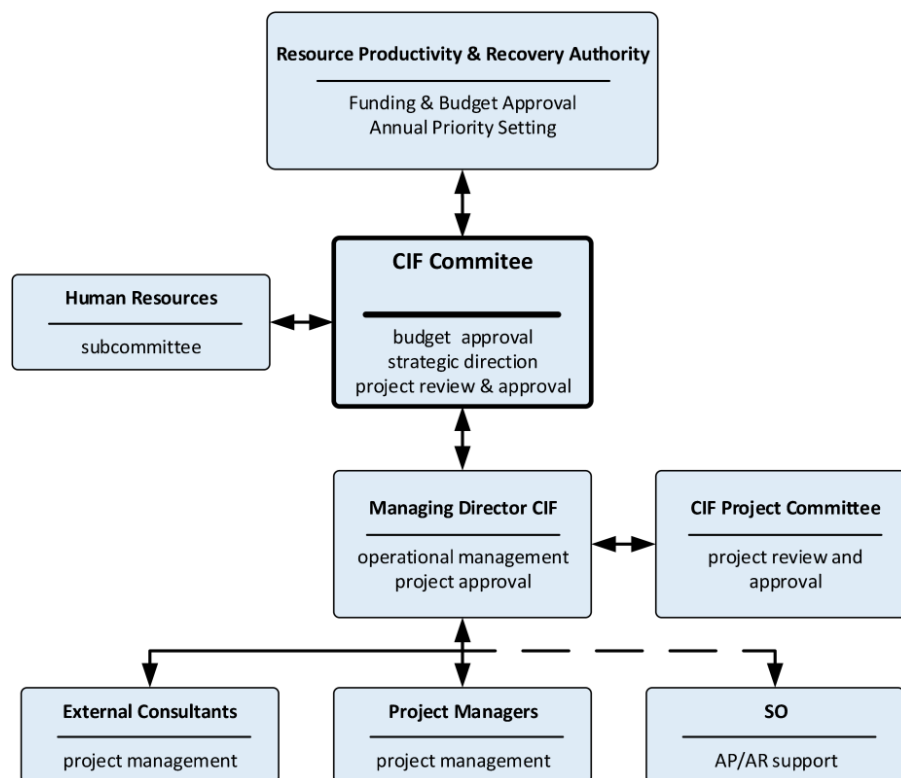 Resource Productivity & Recovery Authority
Funding & Budget Approval
Annual Priority Setting
CIF Commitee
budget approval
strategic direction
project review & approval
Human Resources
subcommittee
Managing Director CIF
operational management
project approval
CIF Project Committee
project review and
approval
External Consultants
project management
Project Managers
project management
SO
AP/AR support